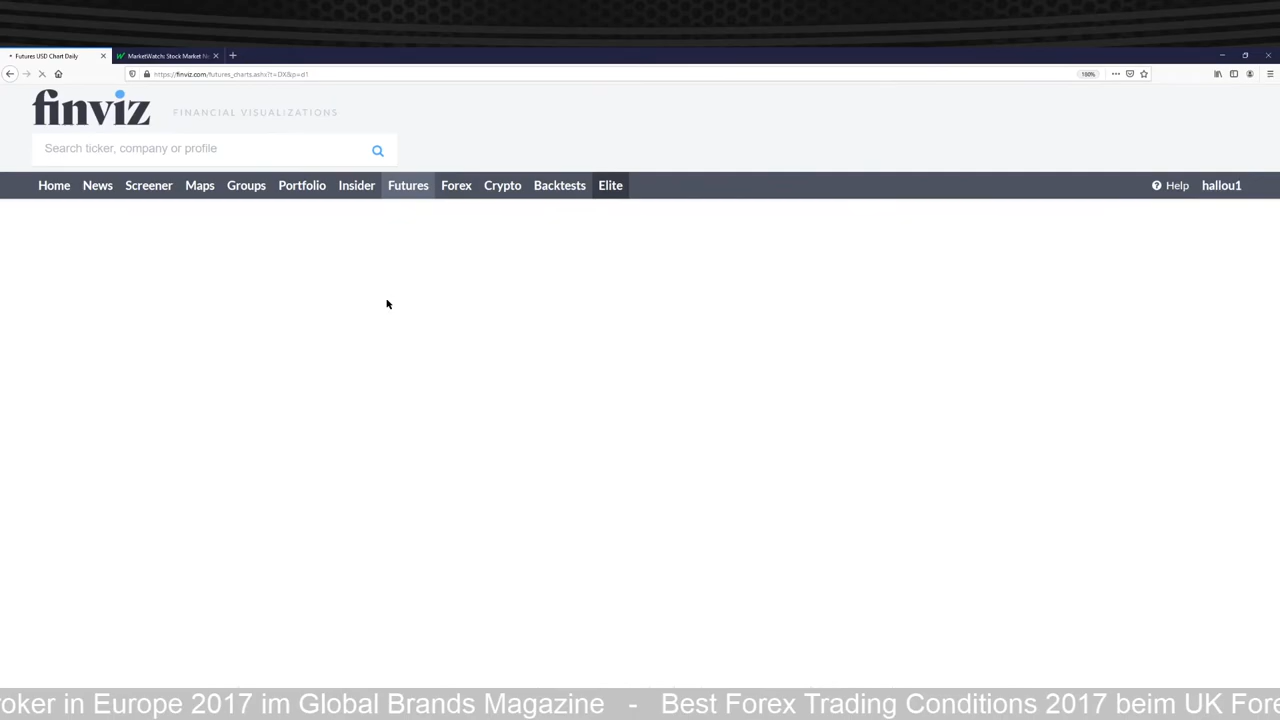 Futures USD Chart Daily
MarketWatch: Stock Market N
https://finviz.com/futures_charts.ashx?t=DX&p=d1
100%
finviz
FINANCIAL VISUALIZATIONS
Search ticker, company or profile
Home News Screener Maps Groups Portfolio Insider Futures Forex Crypto Backtests Elite Help hallou1
roker in Europe 2017 im Global Brands Magazine - Best Forex Trading Conditions 2017 beim UK Fore